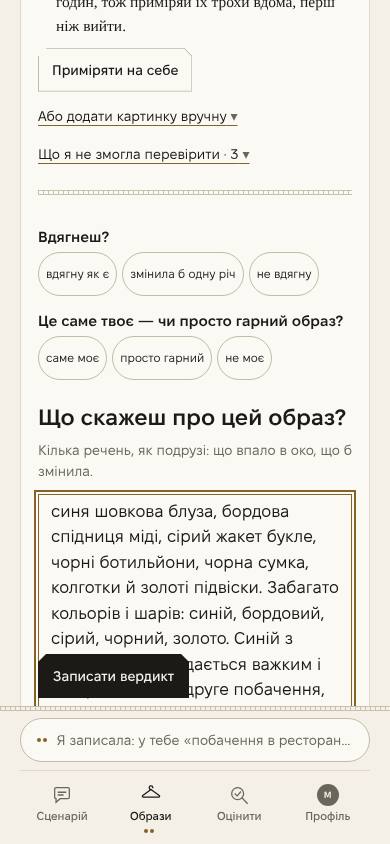 годин, тож приміряй їх трохи вдома, перш
ніж вийти.
Приміряти на себе
Або додати картинку вручну ▾
Що я не змогла перевірити · 3 ▾
Вдягнеш?
вдягну як є
змінила б одну річ
не вдягну
Це саме твоє — чи просто гарний образ?
саме моє
просто гарний
не моє
Що скажеш про цей образ?
Кілька речень, як подрузі: що впало в око, що б
змінила.
синя шовкова блуза, бордова
спідниця міді, сірий жакет букле,
чорні ботильйони, чорна сумка,
колготки й золоті підвіски. Забагато
кольорів і шарів: синій, бордовий,
сірий, чорний, золото. Синій з
дається важким і
друге побачення,
Записати вердикт
Я записала: у тебе «побачення в ресторан...
Сценарій
Образи
Оцінити
М
Профіль